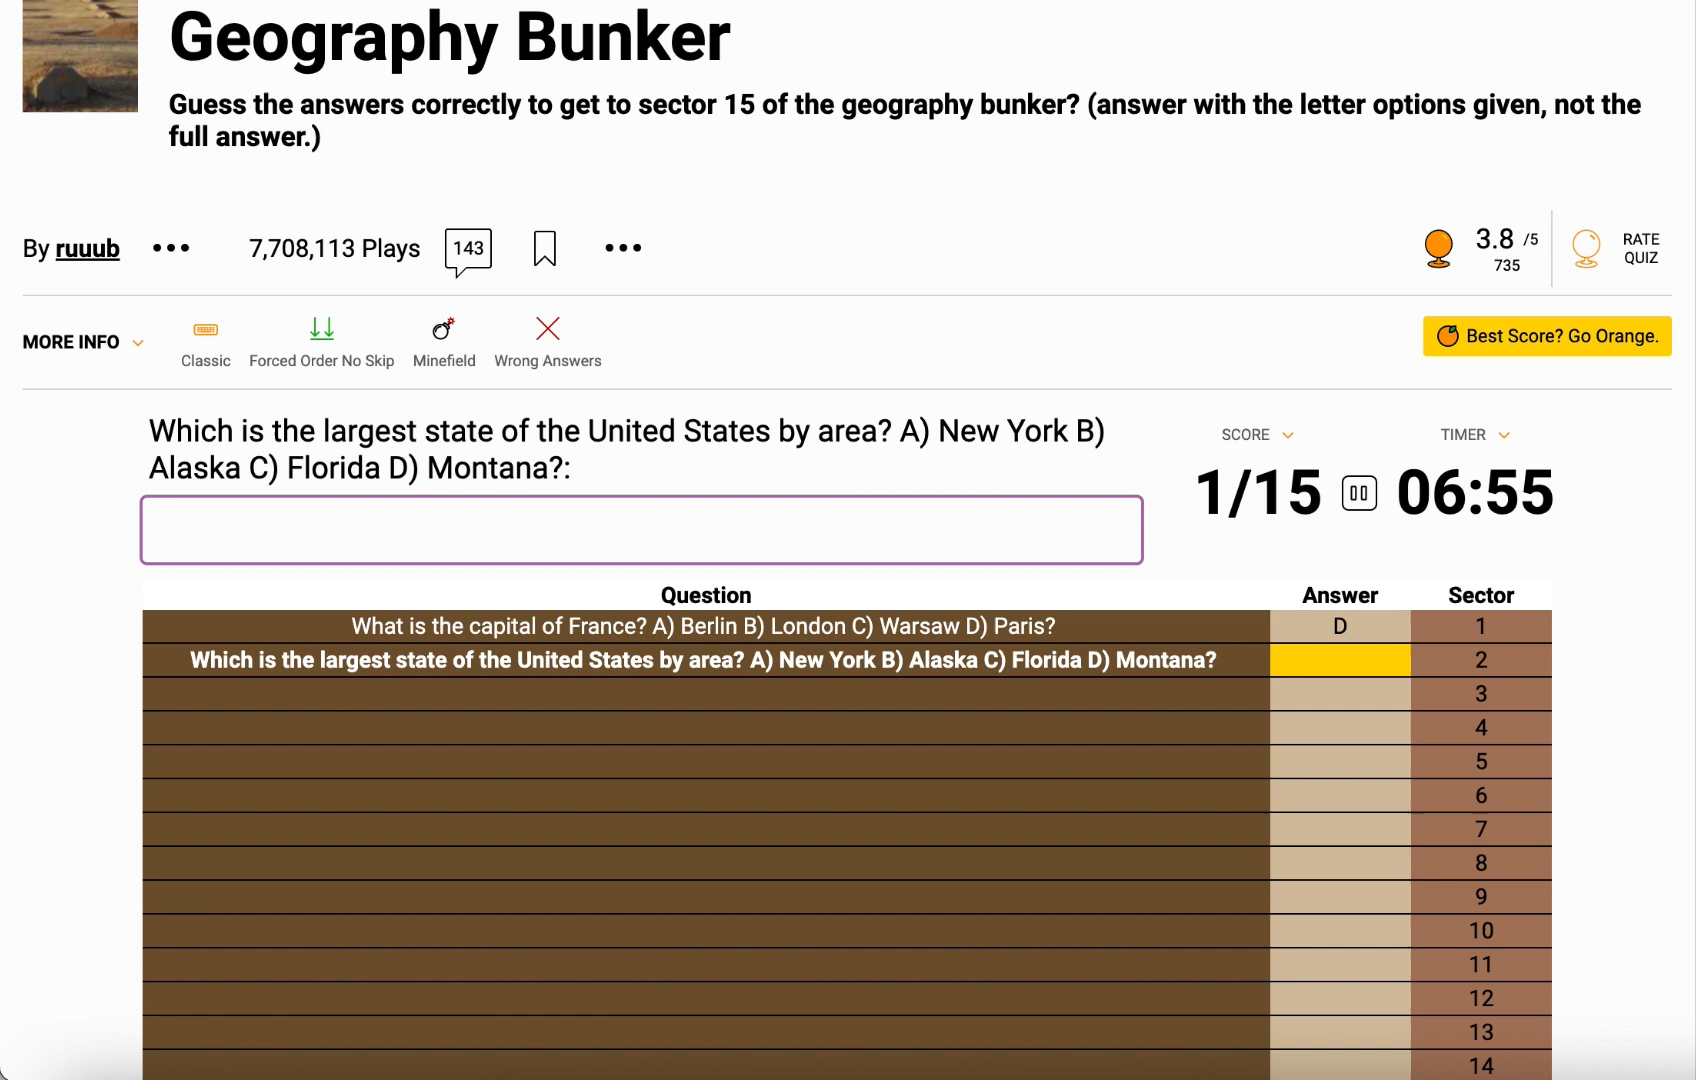 Geography Bunker
Guess the answers correctly to get to sector 15 of the geography bunker? (answer with the letter options given, not the
full answer.)
By ruuub ••• 7,708,113 Plays 143 •••
3.8 /5
735
RATE
QUIZ
MORE INFO
Classic
Forced Order No Skip
Minefield
Wrong Answers
Best Score? Go Orange.
Which is the largest state of the United States by area? A) New York B)
Alaska C) Florida D) Montana?:
SCORE
TIMER
1/15 06:55
Question Answer Sector
What is the capital of France? A) Berlin B) London C) Warsaw D) Paris? D 1
Which is the largest state of the United States by area? A) New York B) Alaska C) Florida D) Montana? 2
3
4
5
6
7
8
9
10
11
12
13
14